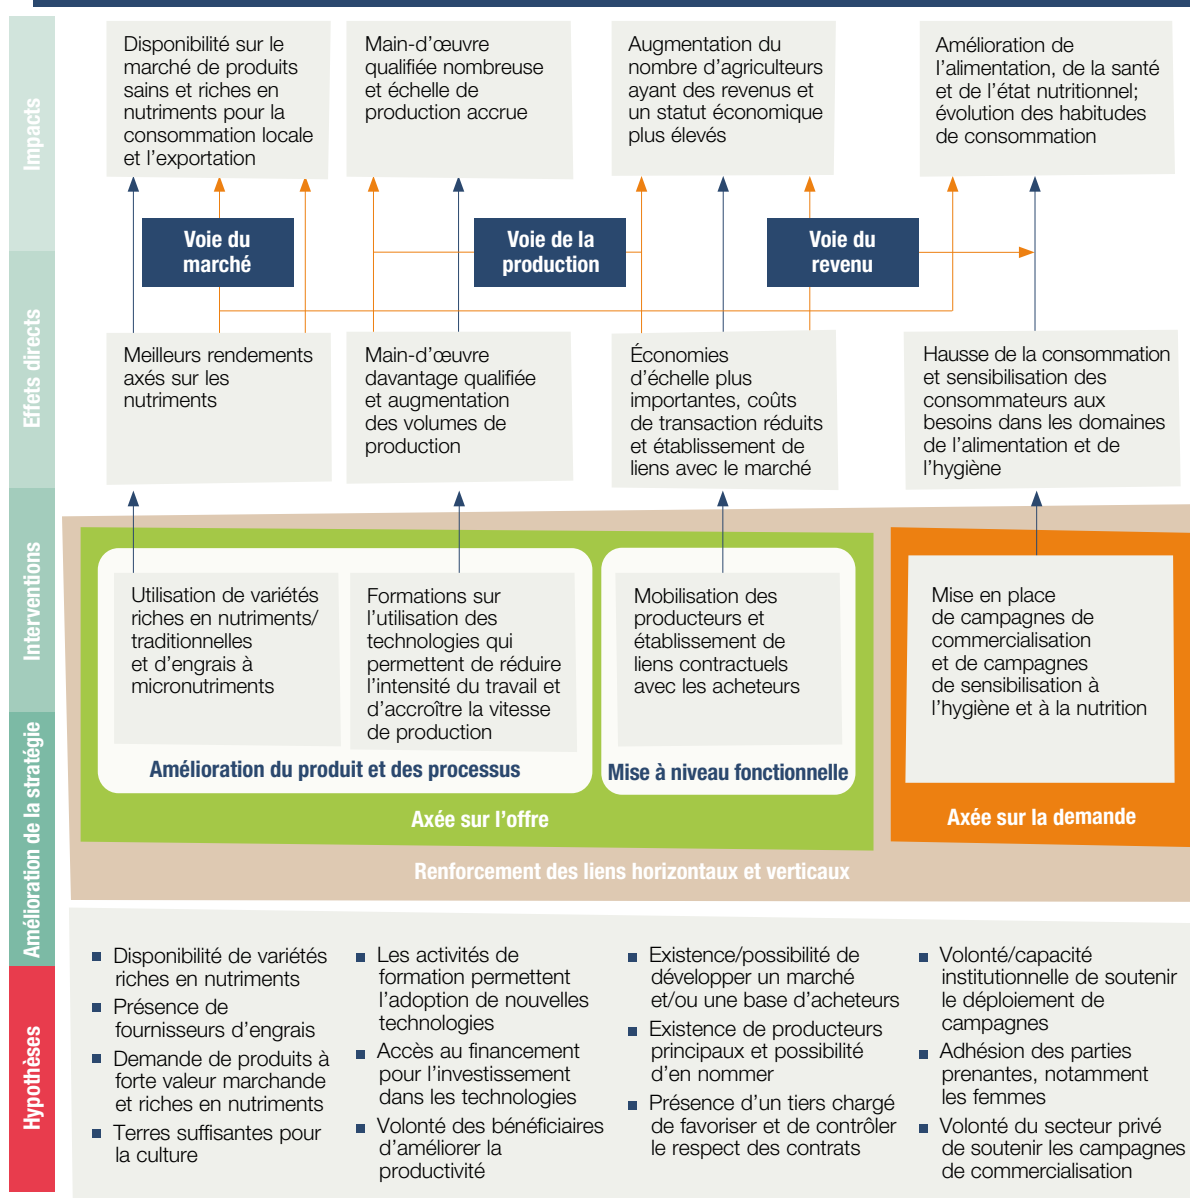 Impacts
Disponibilité sur le
marché de produits
sains et riches en
nutriments pour la
consommation locale
et l'exportation
Main-d'œuvre
qualifiée nombreuse
et échelle de
production accrue
Augmentation du
nombre d'agriculteurs
ayant des revenus et
un statut économique
plus élevés
Amélioration de
l'alimentation, de la santé
et de l'état nutritionnel;
évolution des habitudes
de consommation
Voie du
marché
Voie de la
production
Voie du
revenu
Effets directs
Meilleurs rendements
axés sur les
nutriments
Main-d'œuvre
davantage qualifiée
et augmentation
des volumes de
production
Économies
d'échelle plus
importantes, coûts
de transaction réduits
et établissement de
liens avec le marché
Hausse de la consommation
et sensibilisation des
consommateurs aux
besoins dans les domaines
de l'alimentation et de
l'hygiène
Interventions
Utilisation de variétés
riches en nutriments/
traditionnelles
et d'engrais à
micronutriments
Formations sur
l'utilisation des
technologies qui
permettent de réduire
l'intensité du travail et
d'accroître la vitesse
de production
Mobilisation des
producteurs et
établissement de
liens contractuels
avec les acheteurs
Mise en place
de campagnes de
commercialisation
et de campagnes
de sensibilisation à
l'hygiène et à la nutrition
Amélioration de la stratégie
Amélioration du produit et des processus
Mise à niveau fonctionnelle
Axée sur l'offre
Axée sur la demande
Renforcement des liens horizontaux et verticaux
Hypothèses
Disponibilité de variétés
riches en nutriments
Présence de
fournisseurs d'engrais
Demande de produits à
forte valeur marchande
et riches en nutriments
Terres suffisantes pour
la culture
Les activités de
formation permettent
l'adoption de nouvelles
technologies
Accès au financement
pour l'investissement
dans les technologies
Volonté des bénéficiaires
d'améliorer la
productivité
Existence/possibilité de
développer un marché
et/ou une base d'acheteurs
Existence de producteurs
principaux et possibilité
d'en nommer
Présence d'un tiers chargé
de favoriser et de contrôler
le respect des contrats
Volonté/capacité
institutionnelle de soutenir
le déploiement de
campagnes
Adhésion des parties
prenantes, notamment
les femmes
Volonté du secteur privé
de soutenir les campagnes
de commercialisation